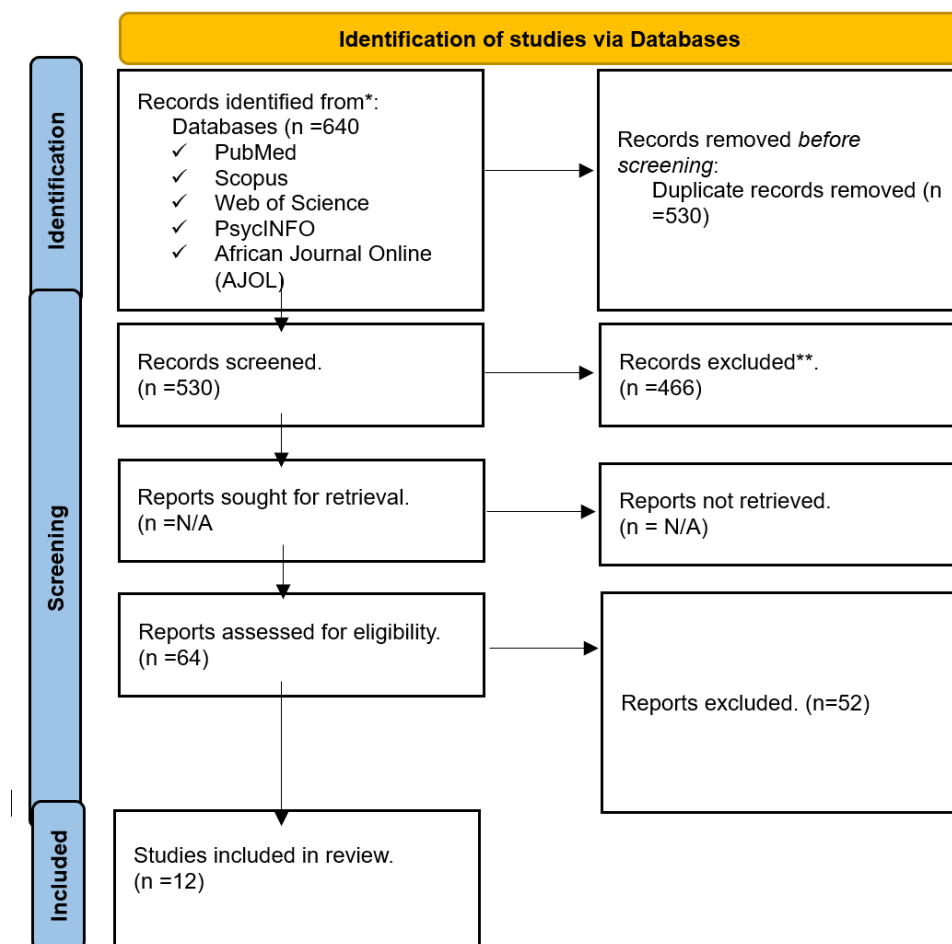 Identification of studies via Databases
Identification
Records identified from*:
Databases (n =640
✓ PubMed
✓ Scopus
✓ Web of Science
✓ PsycINFO
✓ African Journal Online
(AJOL)
Records removed before
screening:
Duplicate records removed (n
=530)
Screening
Records screened.
(n =530)
Records excluded**.
(n =466)
Reports sought for retrieval.
(n =N/A
Reports not retrieved.
(n = N/A)
Reports assessed for eligibility.
(n =64)
Reports excluded. (n=52)
Included
Studies included in review.
(n =12)